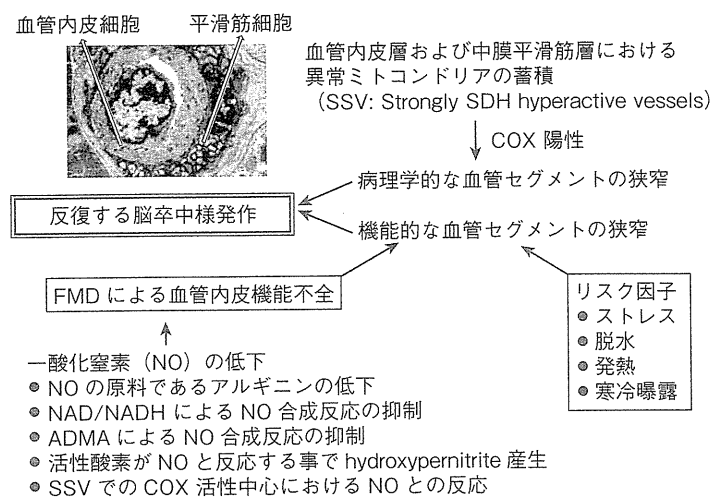 血管内皮細胞　平滑筋細胞
血管内皮層および中膜平滑筋層における
異常ミトコンドリアの蓄積
（SSV: Strongly SDH hyperactive vessels）
COX 陽性
病理学的な血管セグメントの狭窄
反復する脳卒中様発作
機能的な血管セグメントの狭窄
FMD による血管内皮機能不全
リスク因子
● ストレス
● 脱水
● 発熱
● 寒冷曝露
一酸化窒素（NO）の低下
● NO の原料であるアルギニンの低下
● NAD/NADH による NO 合成反応の抑制
● ADMA による NO 合成反応の抑制
● 活性酸素が NO と反応する事で hydroxypernitrite 産生
● SSV での COX 活性中心における NO との反応